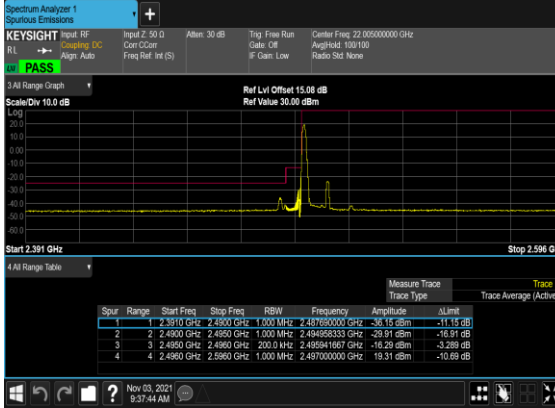 Spectrum Analyzer 1
Spurious Emissions
KEYSIGHT Input: RF
RL
Coupling: DC
Align: Auto
Input Z: 50 Ω
Corr CCorr
Freq Ref: Int (S)
Atten: 30 dB
Trig: Free Run
Gate: Off
IF Gain: Low
Center Freq: 22.005000000 GHz
Avg|Hold: 100/100
Radio Std: None
PASS
3.All Range Graph
Ref Lvl Offset 15.08 dB
Scale/Div 10.0 dB
Ref Value 30.00 dBm
Log
20.0
10.0
0.00
-10.0
-20.0
-30.0
-40.0
-50.0
-60.0
Start 2.391 GHz
Stop 2.596 G
4.All Range Table
Measure Trace Trace
Trace Type Trace Average (Active
Spur Range Start Freq Stop Freq RBW Frequency Amplitude ΔLimit
1 1 2.3910 GHz 2.4900 GHz 1.000 MHz 2.487690000 GHz -36.15 dBm -11.15 dB
2 2 2.4900 GHz 2.4950 GHz 1.000 MHz 2.494958333 GHz -29.91 dBm -16.91 dB
3 3 2.4950 GHz 2.4960 GHz 200.0 kHz 2.495941667 GHz -16.29 dBm -3.289 dB
4 4 2.4960 GHz 2.5960 GHz 1.000 MHz 2.497000000 GHz 19.31 dBm -10.69 dB
?
Nov 03, 2021
9:37:44 AM